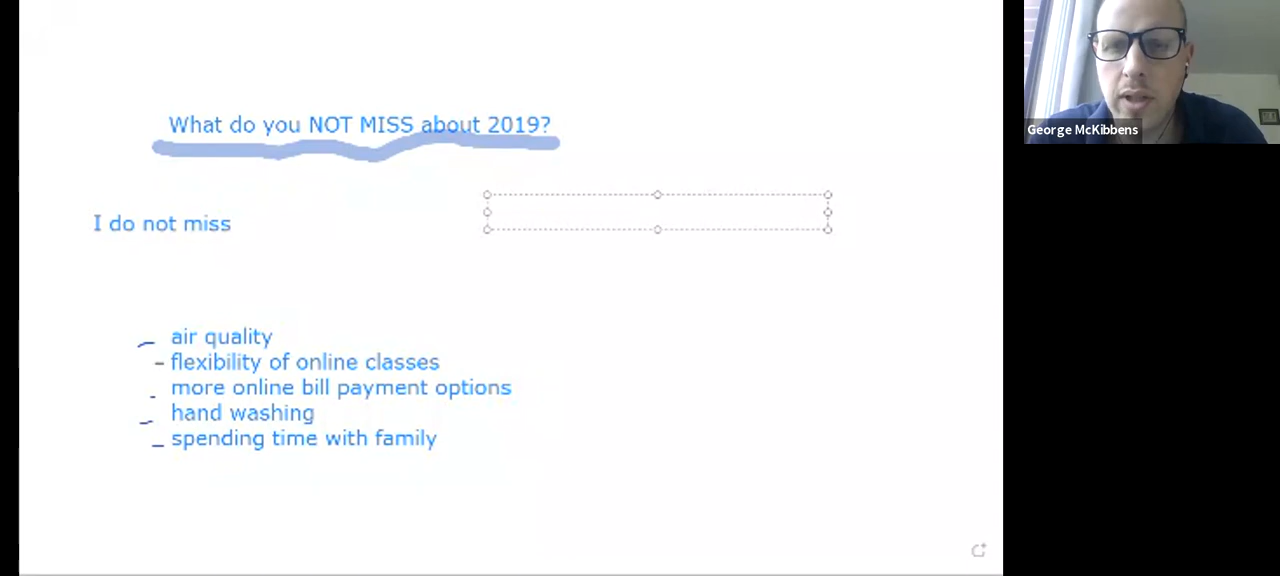 What do you NOT MISS about 2019?
I do not miss
air quality
- flexibility of online classes
more online bill payment options
hand washing
spending time with family
George McKibbens